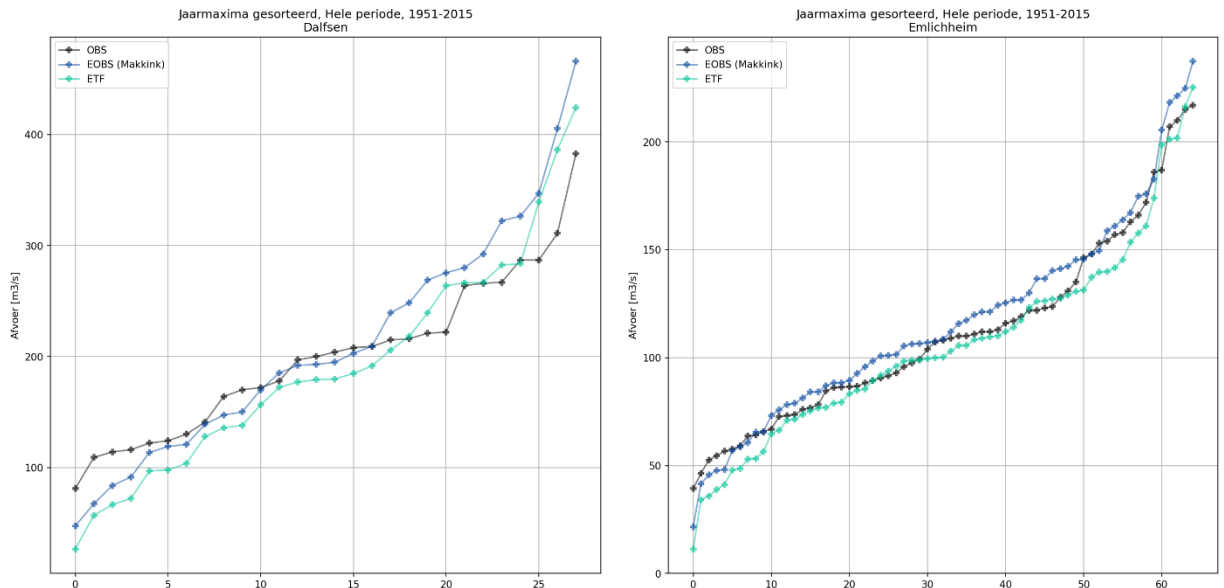 Jaarmaxima gesorteerd, Hele periode, 1951-2015
Dalfsen
OBS
EOBS (Makkink)
ETF
Afvoer [m3/s]
400
300
200
100
0
5
10
15
20
25
Jaarmaxima gesorteerd, Hele periode, 1951-2015
Emlichheim
OBS
EOBS (Makkink)
ETF
Afvoer [m3/s]
200
150
100
50
0
0
10
20
30
40
50
60